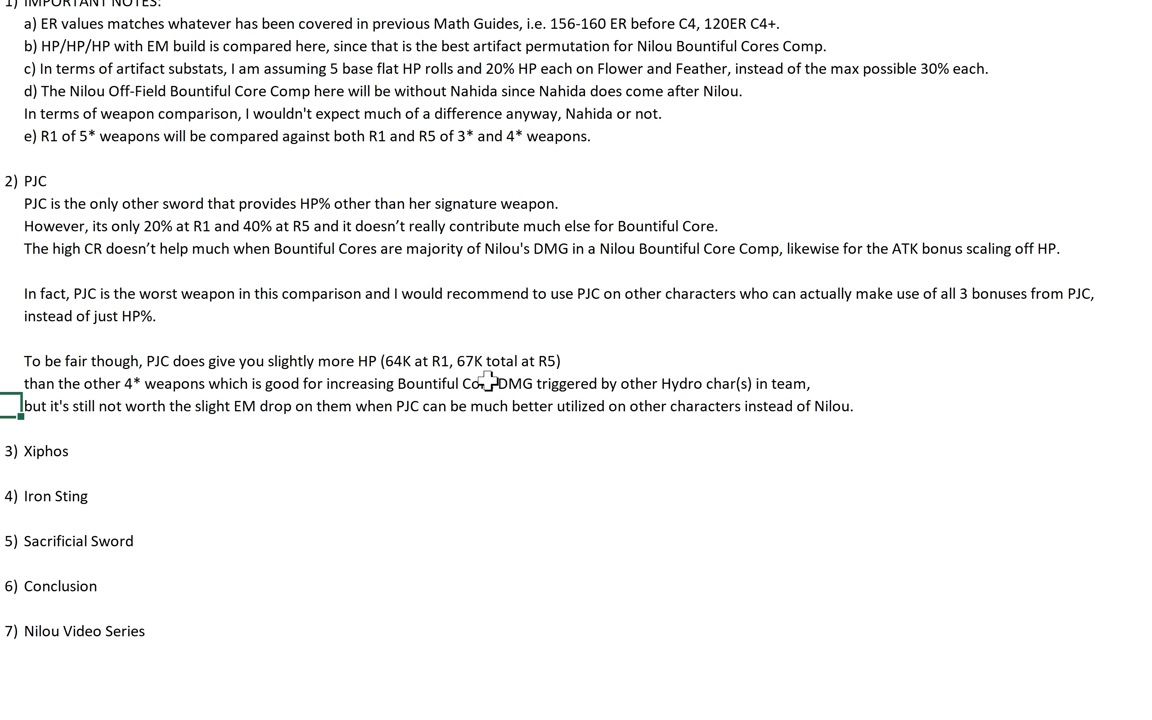 1) IMPORTANT NOTES:
a) ER values matches whatever has been covered in previous Math Guides, i.e. 156-160 ER before C4, 120ER C4+.
b) HP/HP/HP with EM build is compared here, since that is the best artifact permutation for Nilou Bountiful Cores Comp.
c) In terms of artifact substats, I am assuming 5 base flat HP rolls and 20% HP each on Flower and Feather, instead of the max possible 30% each.
d) The Nilou Off-Field Bountiful Core Comp here will be without Nahida since Nahida does come after Nilou.
In terms of weapon comparison, I wouldn't expect much of a difference anyway, Nahida or not.
e) R1 of 5* weapons will be compared against both R1 and R5 of 3* and 4* weapons.
2) PJC
PJC is the only other sword that provides HP% other than her signature weapon.
However, its only 20% at R1 and 40% at R5 and it doesn’t really contribute much else for Bountiful Core.
The high CR doesn’t help much when Bountiful Cores are majority of Nilou's DMG in a Nilou Bountiful Core Comp, likewise for the ATK bonus scaling off HP.
In fact, PJC is the worst weapon in this comparison and I would recommend to use PJC on other characters who can actually make use of all 3 bonuses from PJC,
instead of just HP%.
To be fair though, PJC does give you slightly more HP (64K at R1, 67K total at R5)
than the other 4* weapons which is good for increasing Bountiful DMG triggered by other Hydro char(s) in team,
but it's still not worth the slight EM drop on them when PJC can be much better utilized on other characters instead of Nilou.
3) Xiphos
4) Iron Sting
5) Sacrificial Sword
6) Conclusion
7) Nilou Video Series